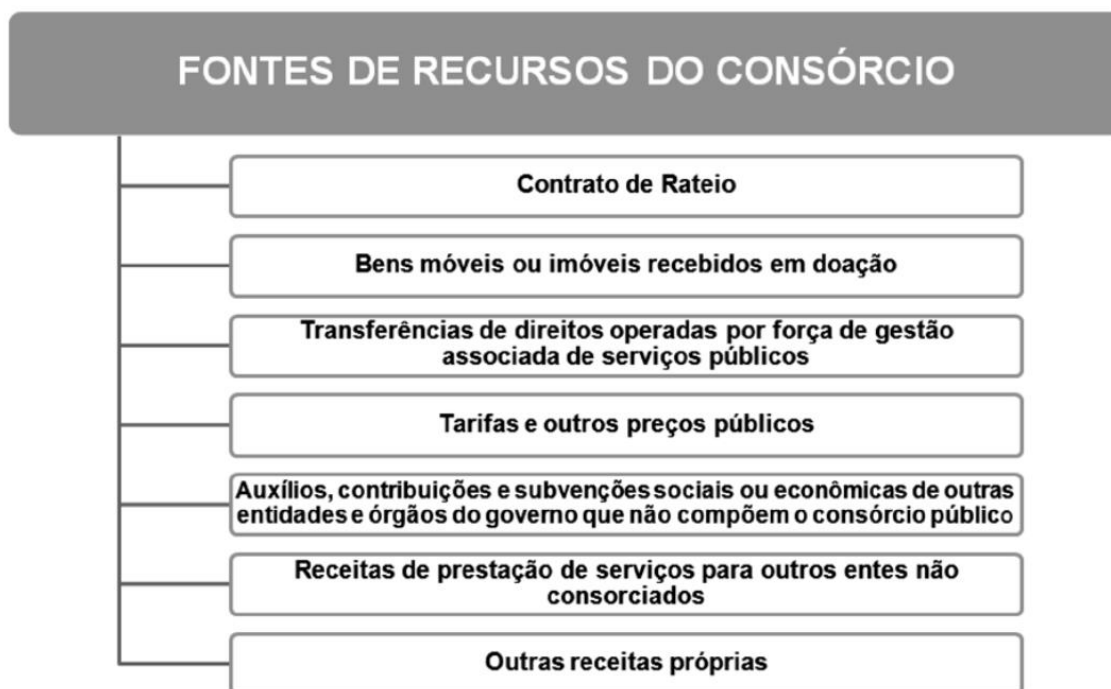 FONTES DE RECURSOS DO CONSÓRCIO
Contrato de Rateio
Bens móveis ou imóveis recebidos em doação
Transferências de direitos operadas por força de gestão
associada de serviços públicos
Tarifas e outros preços públicos
Auxílios, contribuições e subvenções sociais ou econômicas de outras
entidades e órgãos do governo que não compõem o consórcio público
Receitas de prestação de serviços para outros entes não
consorciados
Outras receitas próprias